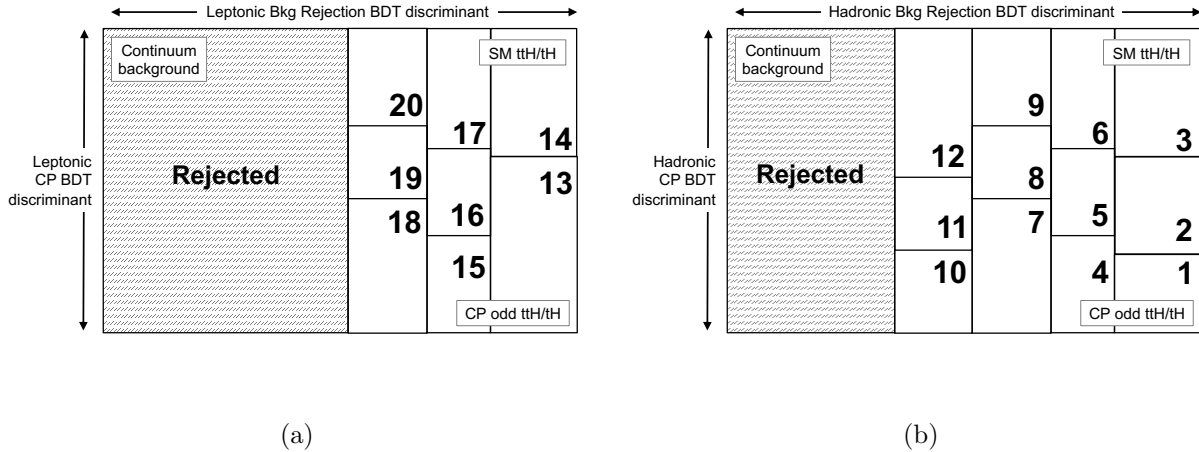 Leptonic Bkg Rejection BDT discriminant
Continuum
background
SM ttH/tH
Leptonic
CP BDT
discriminant
Rejected
20
19
18
17
16
15
14
13
CP odd ttH/tH
(a)
Hadronic Bkg Rejection BDT discriminant
Continuum
background
SM ttH/tH
Hadronic
CP BDT
discriminant
Rejected
12
11
10
9
8
7
6
5
4
3
2
1
CP odd ttH/tH
(b)